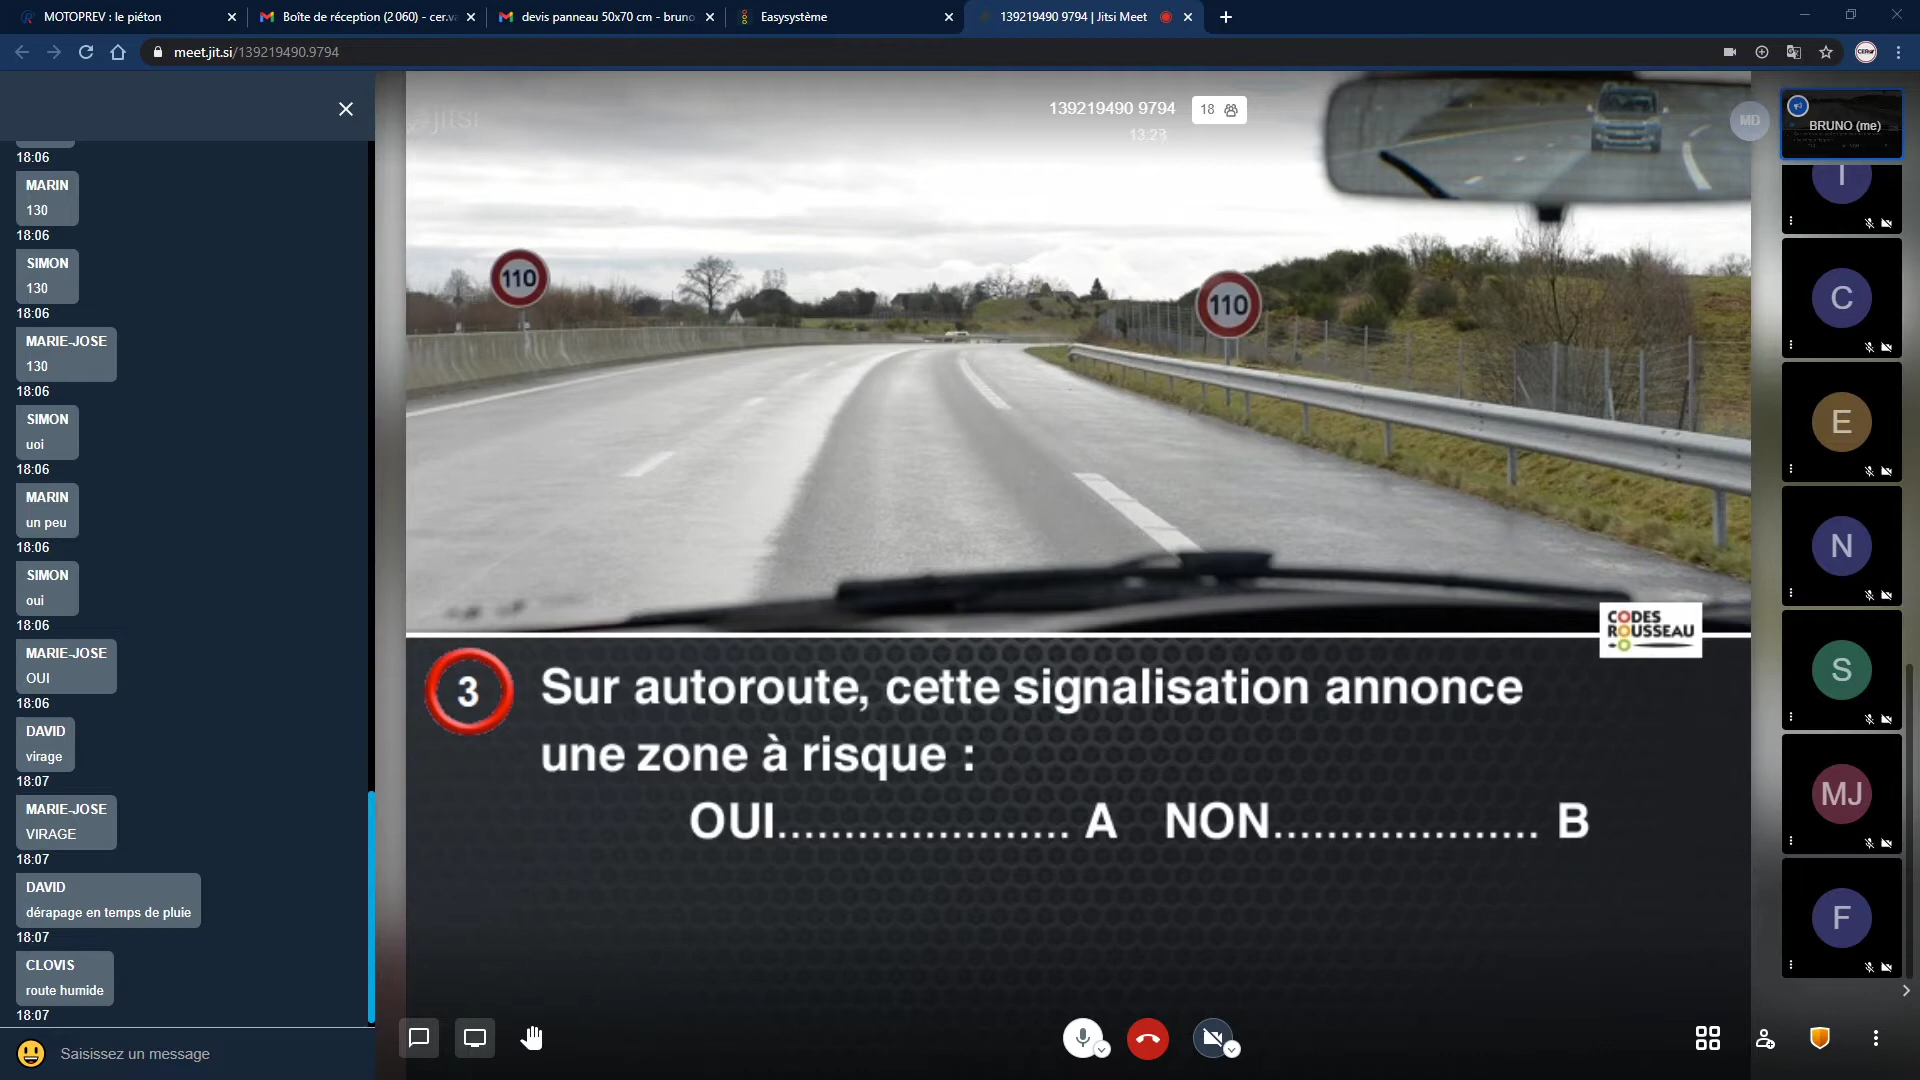 MOTOPREV : le piéton
Boîte de réception (2 060) - cer.va
devis panneau 50x70 cm - bruno
Easysystème
139219490 9794 | Jitsi Meet
meet.jit.si/139219490.9794
18:06
MARIN
130
18:06
SIMON
130
18:06
MARIE-JOSE
130
18:06
SIMON
uoi
18:06
MARIN
un peu
18:06
SIMON
oui
18:06
MARIE-JOSE
OUI
18:06
DAVID
virage
18:07
MARIE-JOSE
VIRAGE
18:07
DAVID
dérapage en temps de pluie
18:07
CLOVIS
route humide
18:07
Saisissez un message
jitsi
139219490 9794
18
13:23
110
110
CODES
ROUSSEAU
3
Sur autoroute, cette signalisation annonce
une zone à risque :
OUI...................... A NON.................... B
MD
BRUNO (me)
I
C
E
N
S
MJ
F